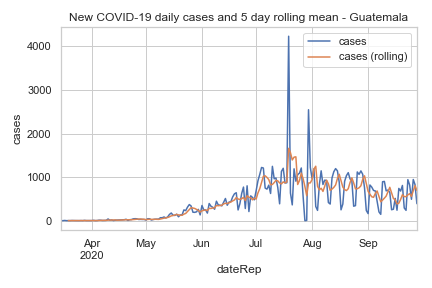 New COVID-19 daily cases and 5 day rolling mean - Guatemala
cases
cases (rolling)
4000
3000
2000
1000
0
cases
Apr
2020
May
Jun
Jul
Aug
Sep
dateRep